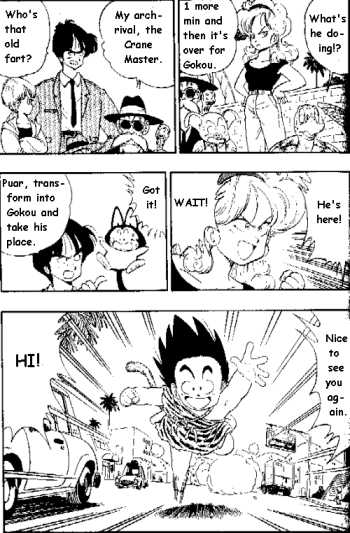 Who's
that
old
fart?
My arch-
rival, the
Crane
Master.
1 more
min and
then it's
over for
Gokou.
What's
he do-
ing!?
Puar, trans-
form into
Gokou and
take his
place.
Got
it!
WAIT!
He's
here!
HI!
Nice
to
see
you
ag-
ain.